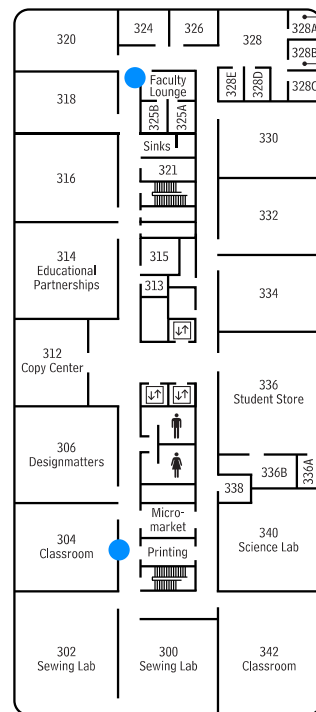 320
324
326
328
328A
328B
328C
328E
328D
318
Faculty
Lounge
325B
325A
Sinks
330
316
321
332
314
Educational
Partnerships
315
313
334
312
Copy Center
336
Student Store
306
Designmatters
336B
336A
338
Micro-
market
304
Classroom
Printing
340
Science Lab
302
Sewing Lab
300
Sewing Lab
342
Classroom